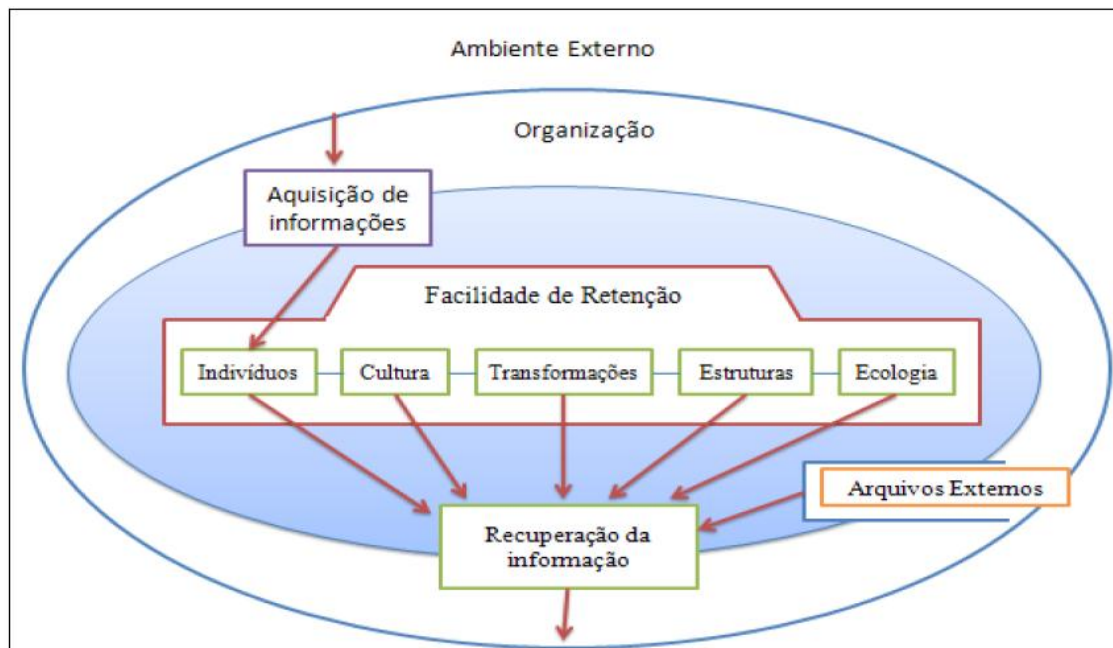 Ambiente Externo
Organização
Aquisição de
informações
Facilidade de Retenção
Indivíduos
Cultura
Transformações
Estruturas
Ecologia
Arquivos Externos
Recuperação da
informação